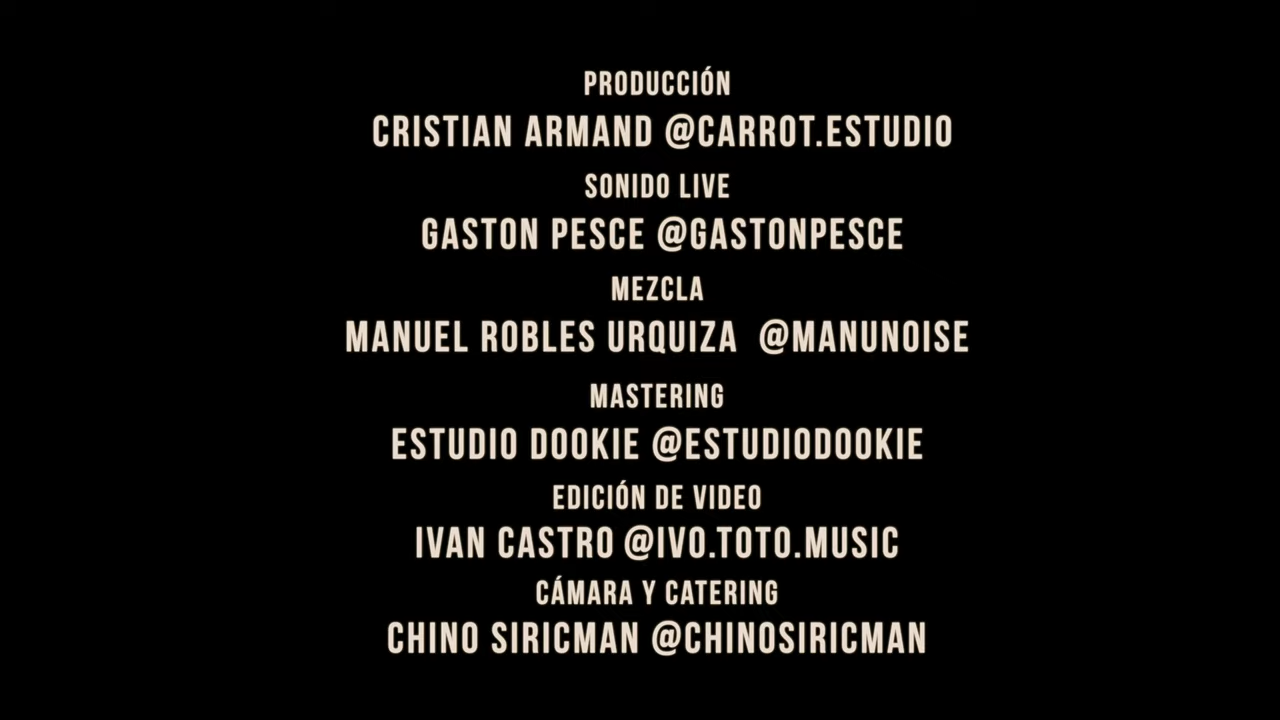 PRODUCCIÓN
CRISTIAN ARMAND @CARROT.ESTUDIO
SONIDO LIVE
GASTON PESCE @GASTONPESCE
MEZCLA
MANUEL ROBLES URQUIZA @MANUNOISE
MASTERING
ESTUDIO DOOKIE @ESTUDIODOOKIE
EDICIÓN DE VIDEO
IVAN CASTRO @IVO.TOTO.MUSIC
CÁMARA Y CATERING
CHINO SIRICMAN @CHINOSIRICMAN